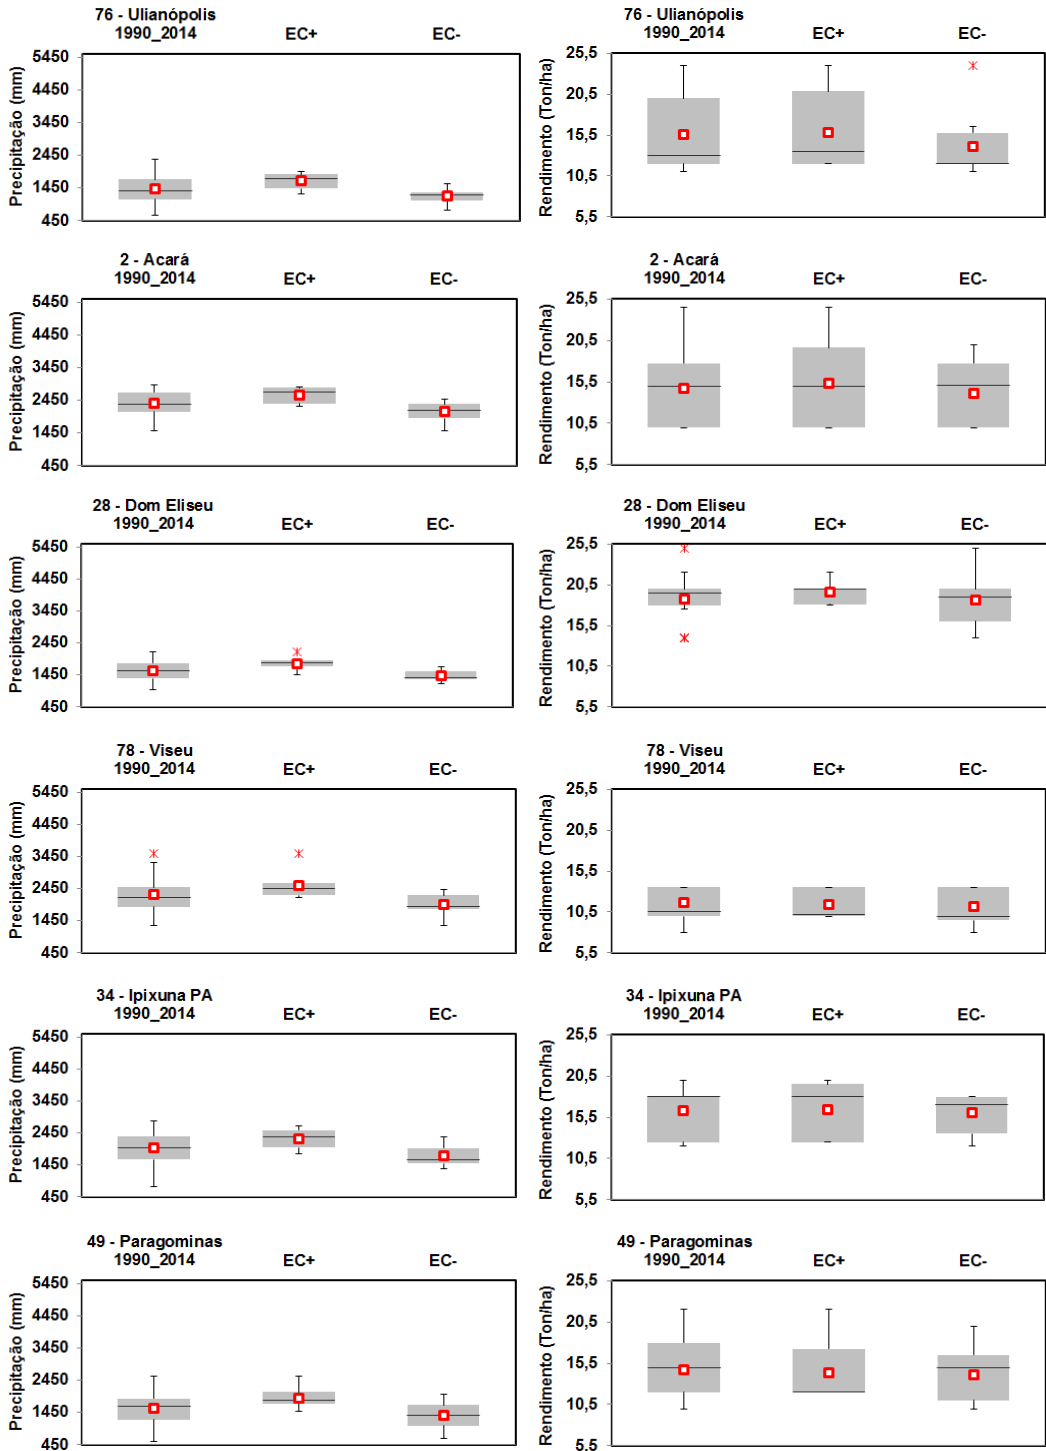 76 - Ulianópolis
1990_2014 EC+ EC-
Precipitação (mm)
5450
4450
3450
2450
1450
450
76 - Ulianópolis
1990_2014 EC+ EC-
Rendimento (Ton/ha)
25,5
20,5
15,5
10,5
5,5
2 - Acará
1990_2014 EC+ EC-
Precipitação (mm)
5450
4450
3450
2450
1450
450
2 - Acará
1990_2014 EC+ EC-
Rendimento (Ton/ha)
25,5
20,5
15,5
10,5
5,5
28 - Dom Eliseu
1990_2014 EC+ EC-
Precipitação (mm)
5450
4450
3450
2450
1450
450
28 - Dom Eliseu
1990_2014 EC+ EC-
Rendimento (Ton/ha)
25,5
20,5
15,5
10,5
5,5
78 - Viseu
1990_2014 EC+ EC-
Precipitação (mm)
5450
4450
3450
2450
1450
450
78 - Viseu
1990_2014 EC+ EC-
Rendimento (Ton/ha)
25,5
20,5
15,5
10,5
5,5
34 - Ipixuna PA
1990_2014 EC+ EC-
Precipitação (mm)
5450
4450
3450
2450
1450
450
34 - Ipixuna PA
1990_2014 EC+ EC-
Rendimento (Ton/ha)
25,5
20,5
15,5
10,5
5,5
49 - Paragominas
1990_2014 EC+ EC-
Precipitação (mm)
5450
4450
3450
2450
1450
450
49 - Paragominas
1990_2014 EC+ EC-
Rendimento (Ton/ha)
25,5
20,5
15,5
10,5
5,5